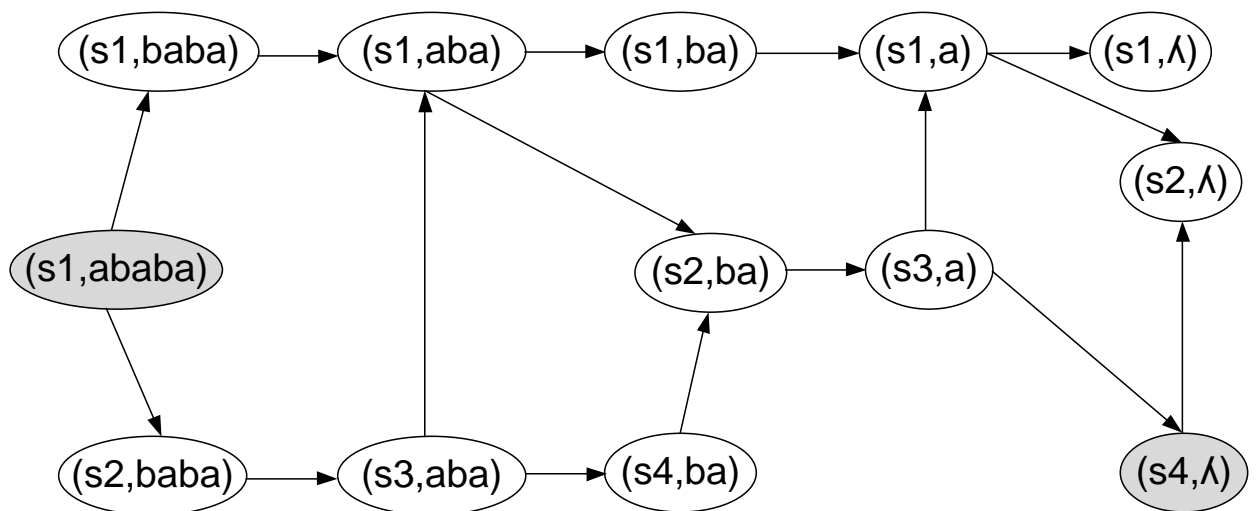 (s1,baba)
(s1,aba)
(s1,ba)
(s1,a)
(s1,ʎ)
(s2,ʎ)
(s1,ababa)
(s2,ba)
(s3,a)
(s2,baba)
(s3,aba)
(s4,ba)
(s4,ʎ)